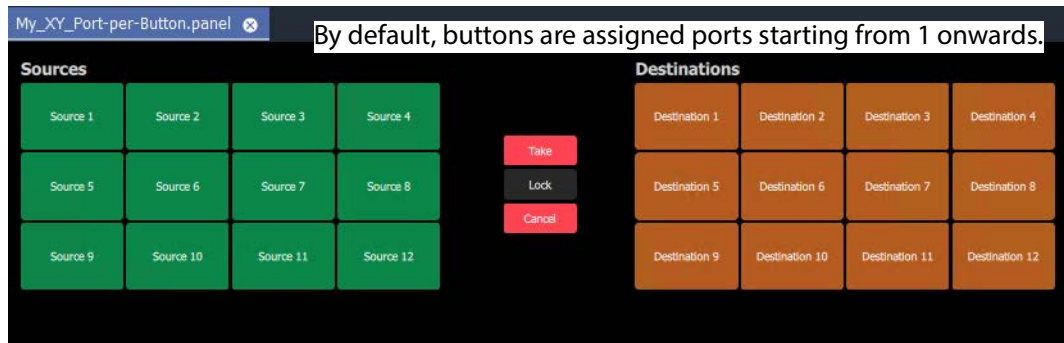 My_XY_Port-per-Button.panel
By default, buttons are assigned ports starting from 1 onwards.
Sources
Destinations
Source 1 Source 2 Source 3 Source 4
Destination 1 Destination 2 Destination 3 Destination 4
Take
Source 5 Source 6 Source 7 Source 8
Lock
Destination 5 Destination 6 Destination 7 Destination 8
Cancel
Source 9 Source 10 Source 11 Source 12
Destination 9 Destination 10 Destination 11 Destination 12